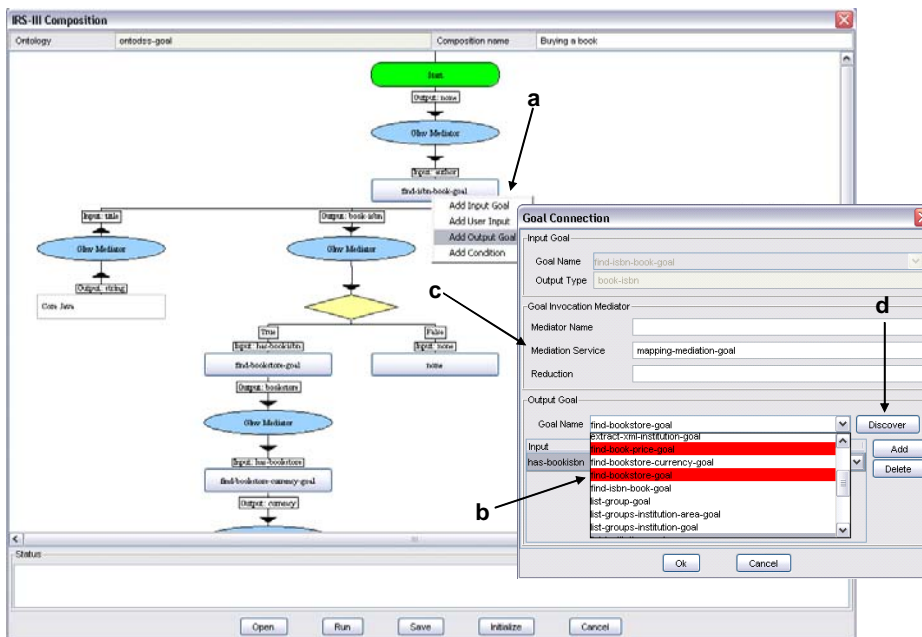 IRS-III Composition
Ontology
ontodss-goal
Composition name
Buying a book
Start
Output: none
GInv Mediator
Input: author
find-isbn-book-goal
a
Add Input Goal
Add User Input
Add Output Goal
Add Condition
Input: title
Output: book-isbn
GInv Mediator
GInv Mediator
Output: string
Core Java
True
False
Input: has-bookisbn
Input: none
find-bookstore-goal
none
Output: bookstore
GInv Mediator
Input: has-bookstore
find-bookstore-currency-goal
Output: currency
Status
Open
Run
Save
Initialize
Cancel
Goal Connection
Input Goal
Goal Name
find-isbn-book-goal
Output Type
book-isbn
c
d
Goal Invocation Mediator
Mediator Name
Mediation Service
mapping-mediation-goal
Reduction
Output Goal
Goal Name
find-bookstore-goal
Discover
extract-xml-institution-goal
Input
find-book-price-goal
Add
has-bookisbn
find-bookstore-currency-goal
Delete
find-bookstore-goal
find-isbn-book-goal
b
list-group-goal
list-groups-institution-area-goal
list-groups-institution-goal
Ok
Cancel